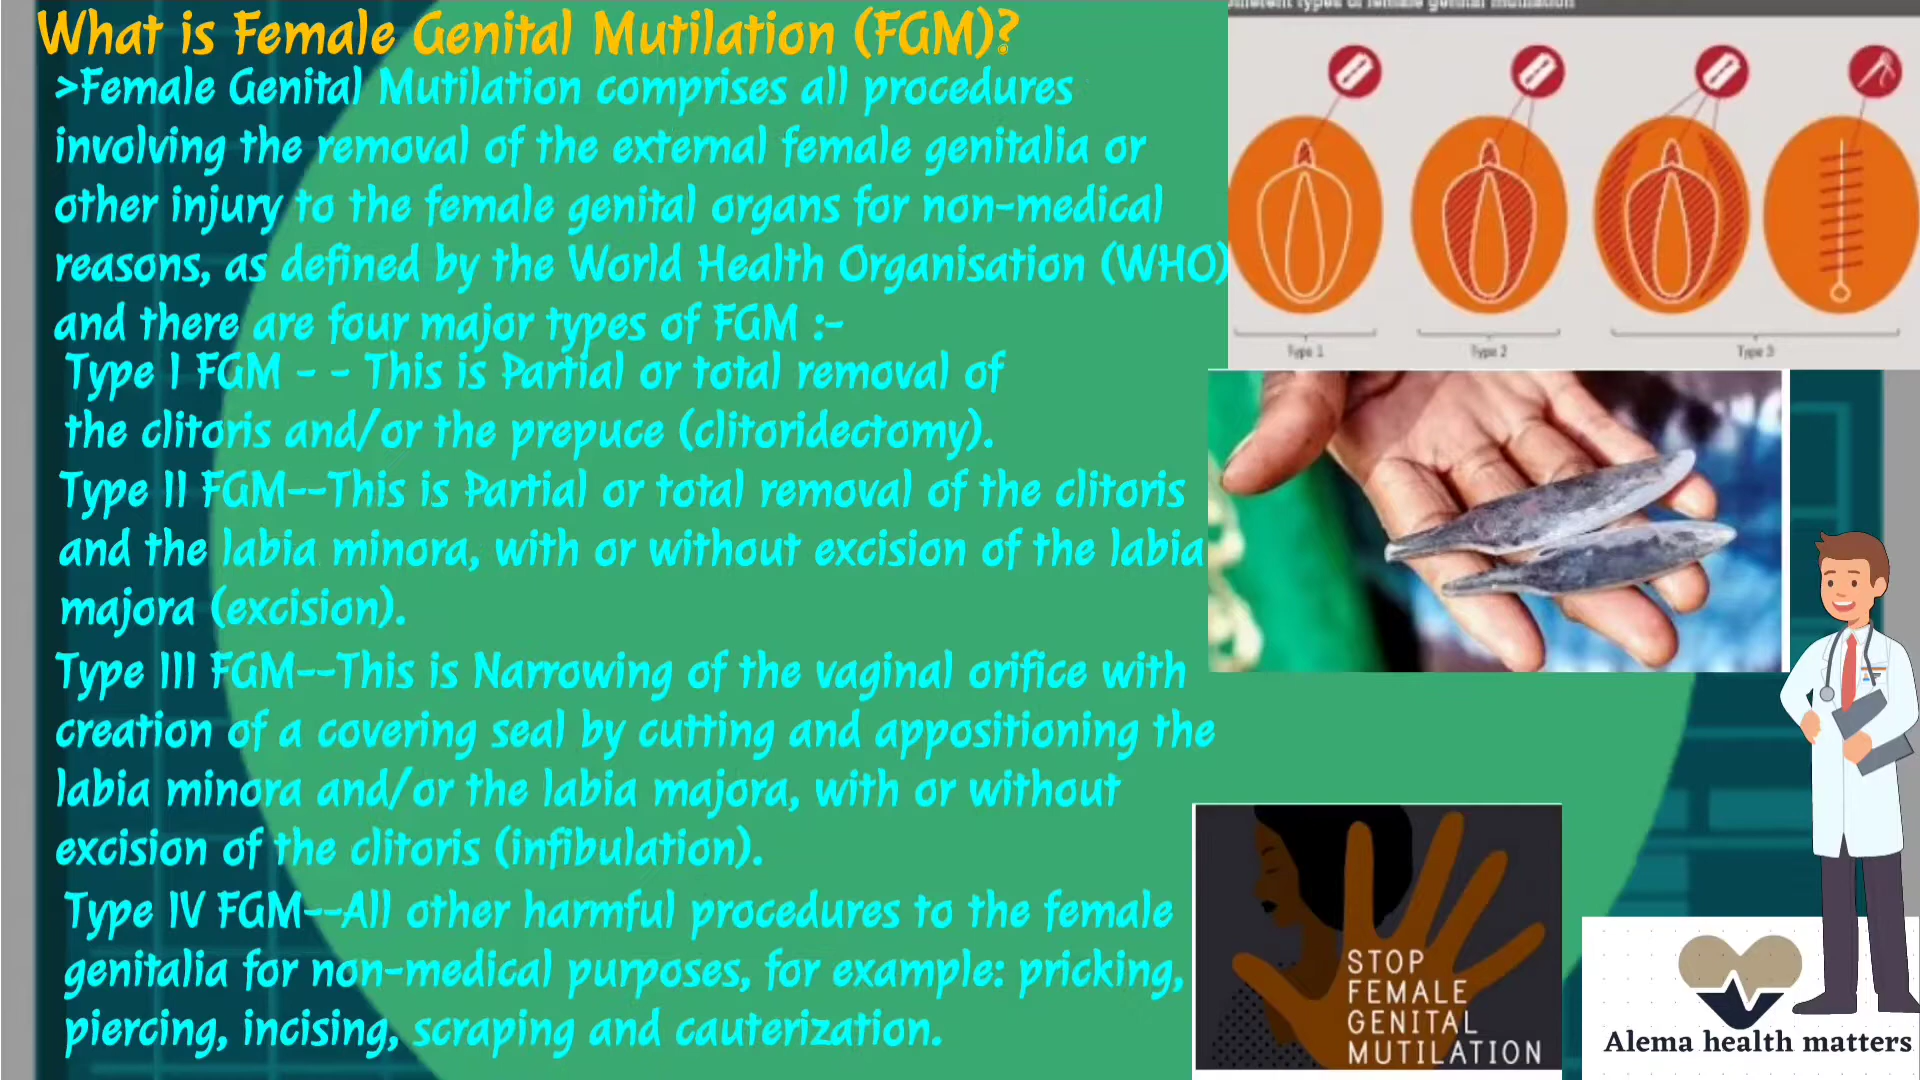 What is Female Genital Mutilation (FGM)?
>Female Genital Mutilation comprises all procedures
involving the removal of the external female genitalia or
other injury to the female genital organs for non-medical
reasons, as defined by the World Health Organisation (WHO)
and there are four major types of FGM :-
Type I FGM - - This is Partial or total removal of
the clitoris and/or the prepuce (clitoridectomy).
Type II FGM--This is Partial or total removal of the clitoris
and the labia minora, with or without excision of the labia
majora (excision).
Type III FGM--This is Narrowing of the vaginal orifice with
creation of a covering seal by cutting and appositioning the
labia minora and/or the labia majora, with or without
excision of the clitoris (infibulation).
Type IV FGM--All other harmful procedures to the female
genitalia for non-medical purposes, for example: pricking,
piercing, incising, scraping and cauterization.
types of female genital mutilation
Type 1
Type 2
Type 3
STOP
FEMALE
GENITAL
MUTILATION
Alema health matters